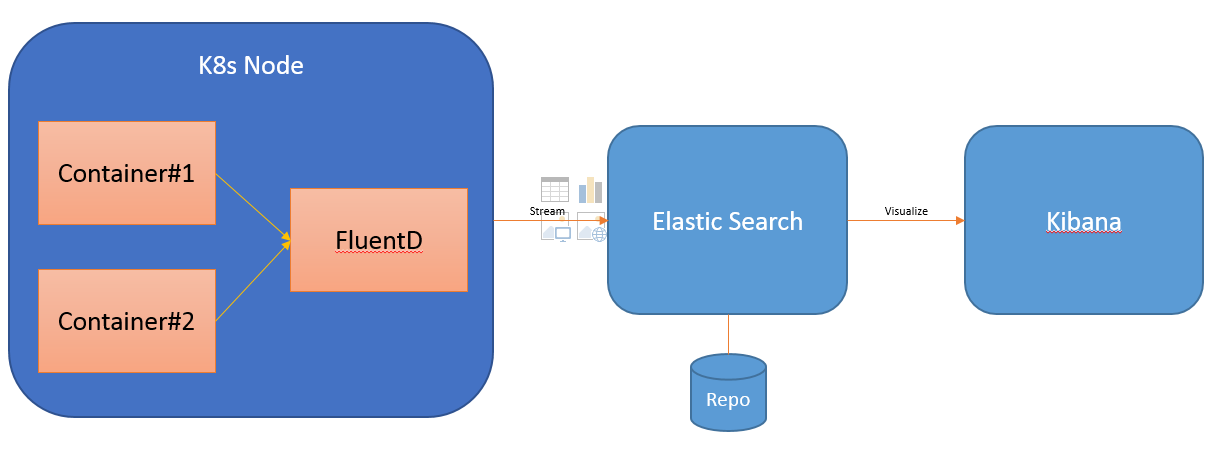 K8s Node
Container#1
Container#2
FluentD
Stream
Elastic Search
Visualize
Kibana
Repo